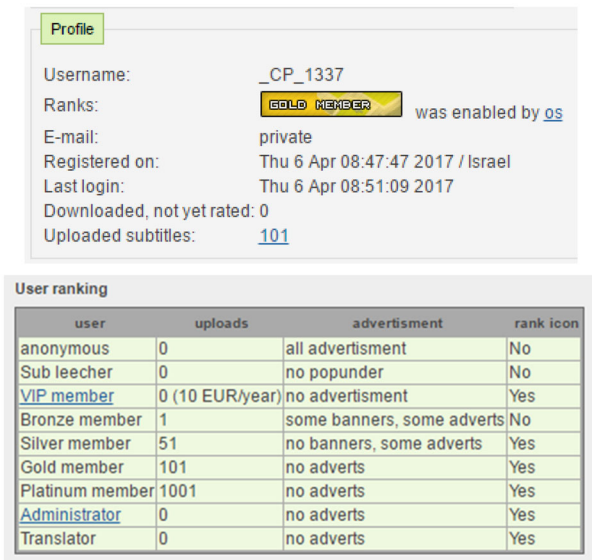 Profile
Username: _CP_1337
Ranks: GOLD MEMBER was enabled by os
E-mail: private
Registered on: Thu 6 Apr 08:47:47 2017 / Israel
Last login: Thu 6 Apr 08:51:09 2017
Downloaded, not yet rated: 0
Uploaded subtitles: 101
User ranking
user uploads advertisment rank icon
anonymous 0 all advertisment No
Sub leecher 0 no popunder No
VIP member 0 (10 EUR/year) no advertisment Yes
Bronze member 1 some banners, some adverts No
Silver member 51 no banners, some adverts Yes
Gold member 101 no adverts Yes
Platinum member 1001 no adverts Yes
Administrator 0 no adverts Yes
Translator 0 no adverts Yes